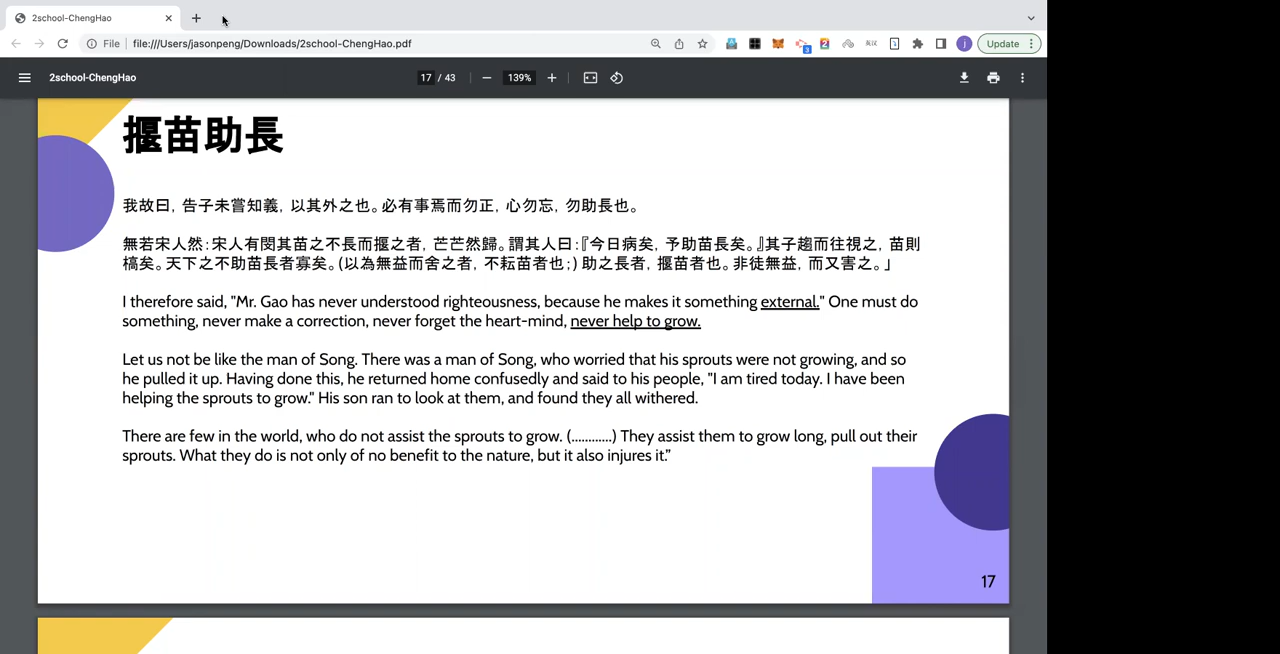 2school-ChengHao
File
file:///Users/jasonpeng/Downloads/2school-ChengHao.pdf
j
Update
2school-ChengHao
17 / 43
139%
揠苗助長
我故曰，告子未嘗知義，以其外之也。必有事焉而勿正，心勿忘，勿助長也。
無若宋人然：宋人有閔其苗之不長而揠之者，芒芒然歸。謂其人曰：『今日病矣，予助苗長矣。』其子趨而往視之，苗則
槁矣。天下之不助苗長者寡矣。(以為無益而舍之者，不耘苗者也；) 助之長者，揠苗者也。非徒無益，而又害之。」
I therefore said, "Mr. Gao has never understood righteousness, because he makes it something external." One must do
something, never make a correction, never forget the heart-mind, never help to grow.
Let us not be like the man of Song. There was a man of Song, who worried that his sprouts were not growing, and so
he pulled it up. Having done this, he returned home confusedly and said to his people, "I am tired today. I have been
helping the sprouts to grow." His son ran to look at them, and found they all withered.
There are few in the world, who do not assist the sprouts to grow. (............) They assist them to grow long, pull out their
sprouts. What they do is not only of no benefit to the nature, but it also injures it.”
17